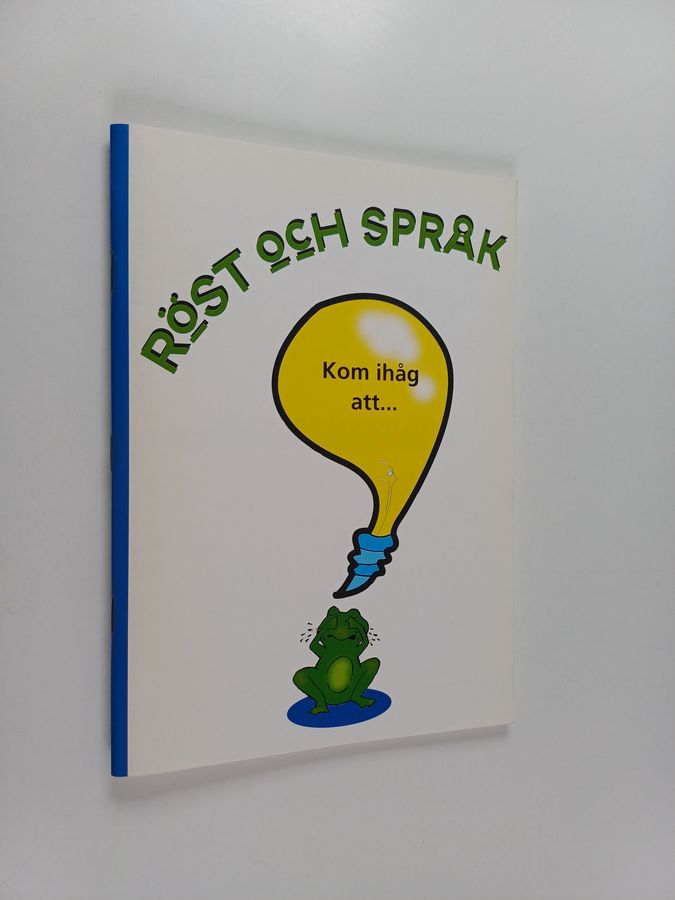 RÖST OCH SPRÅK
Kom ihåg
att...